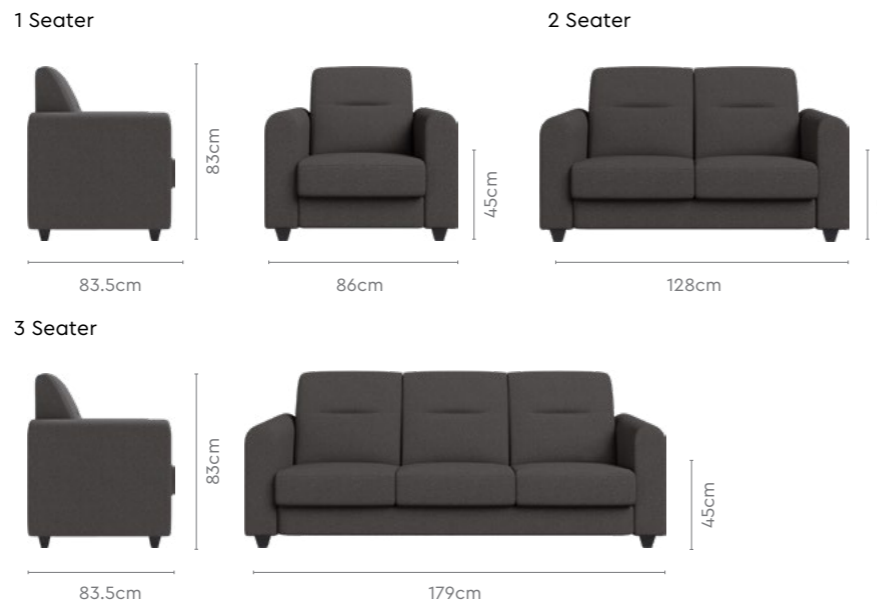 1 Seater
2 Seater
83cm
45cm
83.5cm
86cm
128cm
3 Seater
83cm
45cm
83.5cm
179cm